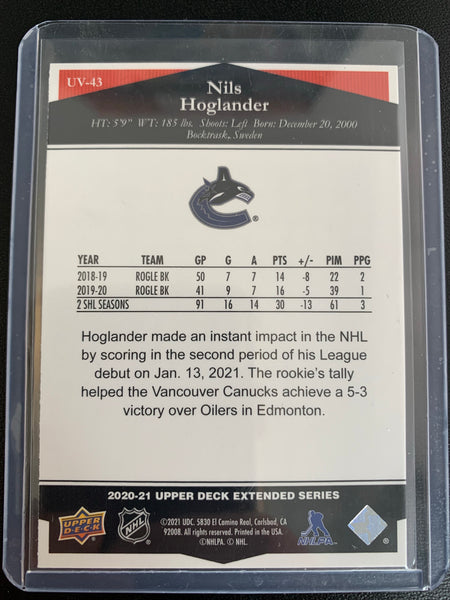 UV-43
Nils
Hoglander
HT: 5'9" WT: 185 lbs. Shoots: Left Born: December 20, 2000
Bocktrask, Sweden
®
YEAR TEAM GP G A PTS +/- PIM PPG
2018-19 ROGLE BK 50 7 7 14 -8 22 2
2019-20 ROGLE BK 41 9 7 16 -5 39 1
2 SHL SEASONS 91 16 14 30 -13 61 3
Hoglander made an instant impact in the NHL
by scoring in the second period of his League
debut on Jan. 13, 2021. The rookie's tally
helped the Vancouver Canucks achieve a 5-3
victory over Oilers in Edmonton.
2020-21 UPPER DECK EXTENDED SERIES
UPPER DECK
NHL
©2021 UDC. 5830 El Camino Real, Carlsbad, CA
92008. All rights reserved. Printed in the USA.
©NHLPA. © NHL.
NHLPA